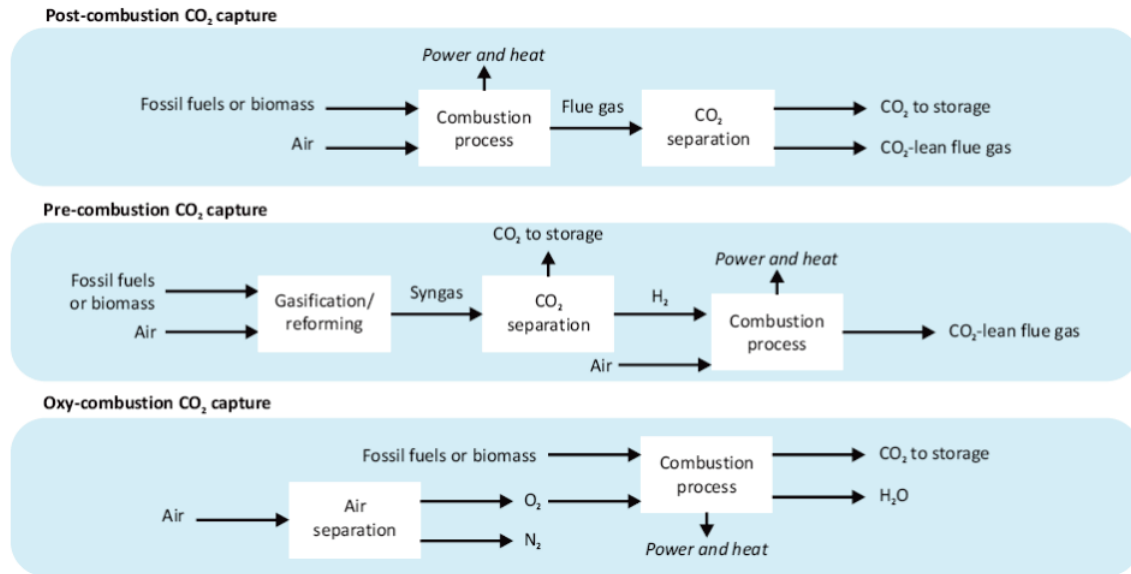 Post-combustion CO₂ capture
Power and heat
Fossil fuels or biomass
Air
Combustion
process
Flue gas
CO₂
separation
CO₂ to storage
CO₂-lean flue gas
Pre-combustion CO₂ capture
Fossil fuels
or biomass
Air
Gasification/
reforming
Syngas
CO₂ to storage
CO₂
separation
H₂
Air
Power and heat
Combustion
process
CO₂-lean flue gas
Oxy-combustion CO₂ capture
Fossil fuels or biomass
Air
Air
separation
O₂
N₂
Combustion
process
Power and heat
CO₂ to storage
H₂O